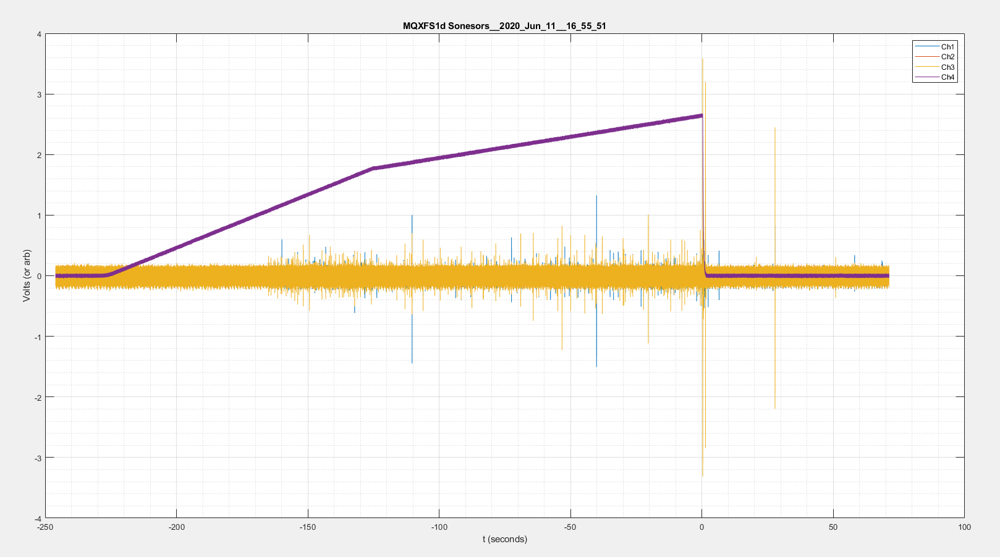 MQXFS1d Sonesors__2020_Jun_11__16_55_51
4
3
2
1
0
-1
-2
-3
-4
Volts (or arb)
Ch1
Ch2
Ch3
Ch4
-250 -200 -150 -100 -50 0 50 100
t (seconds)